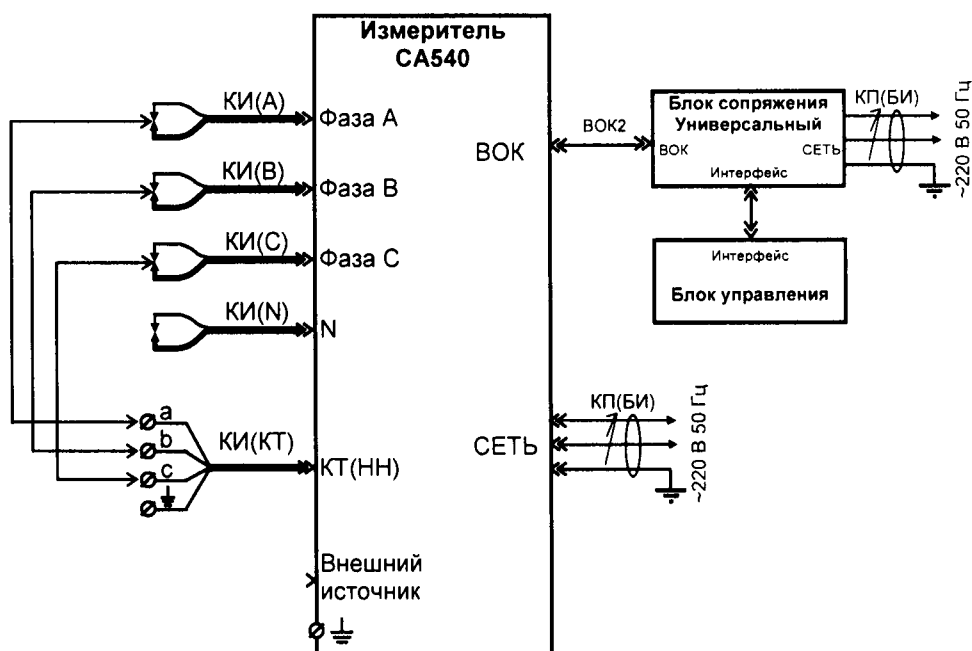 Измеритель
СА540
КИ(А)
Фаза А
КИ(В)
Фаза В
КИ(С)
Фаза С
КИ(N)
N
a
b
c
КИ(КТ)
КТ(НН)
Внешний
источник
ВОК
ВОК2
Блок сопряжения
Универсальный
ВОК
СЕТЬ
Интерфейс
КП(БИ)
~220 В 50 Гц
Интерфейс
Блок управления
СЕТЬ
КП(БИ)
~220 В 50 Гц